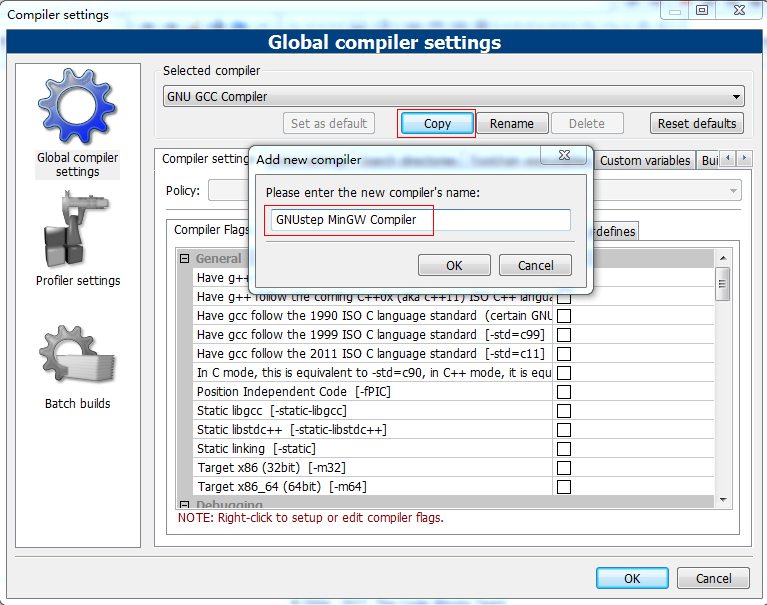 Compiler settings
Global compiler settings
Global compiler
settings
Profiler settings
Batch builds
Selected compiler
GNU GCC Compiler
Set as default
Copy
Rename
Delete
Reset defaults
Compiler setting
Custom variables
Bui
Policy:
Add new compiler
Please enter the new compiler's name:
GNUstep MinGW Compiler
OK
Cancel
Compiler Flags
defines
General
Have g++
Have g++ follow the coming C++0x (aka c++11) ISO C++ langu
Have gcc follow the 1990 ISO C language standard (certain GNU
Have gcc follow the 1999 ISO C language standard [-std=c99]
Have gcc follow the 2011 ISO C language standard [-std=c11]
In C mode, this is equivalent to -std=c90, in C++ mode, it is equ
Position Independent Code [-fPIC]
Static libgcc [-static-libgcc]
Static libstdc++ [-static-libstdc++]
Static linking [-static]
Target x86 (32bit) [-m32]
Target x86_64 (64bit) [-m64]
Debugging
NOTE: Right-click to setup or edit compiler flags.
OK
Cancel